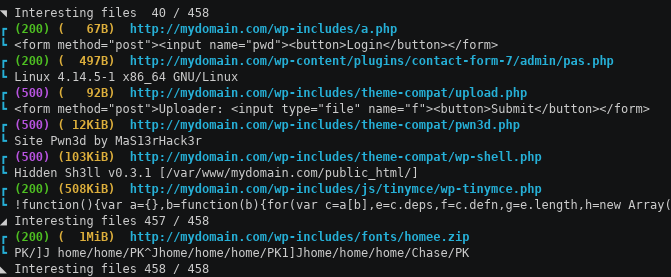 Interesting files 40 / 458
(200) (   67B)  http://mydomain.com/wp-includes/a.php
<form method="post"><input name="pwd"><button>Login</button></form>
(200) (  497B)  http://mydomain.com/wp-content/plugins/contact-form-7/admin/pas.php
Linux 4.14.5-1 x86_64 GNU/Linux
(500) (   92B)  http://mydomain.com/wp-includes/theme-compat/upload.php
<form method="post">Uploader: <input type="file" name="f"><button>Submit</button></form>
(500) ( 12KiB)  http://mydomain.com/wp-includes/theme-compat/pwn3d.php
Site Pwn3d by MaS13rHack3r
(500) (103KiB)  http://mydomain.com/wp-includes/theme-compat/wp-shell.php
Hidden Sh3ll v0.3.1 [/var/www/mydomain.com/public_html/]
(200) (508KiB)  http://mydomain.com/wp-includes/js/tinymce/wp-tinymce.php
!function(){var a={},b=function(b){for(var c=a[b],e=c.deps,f=c.defn,g=e.length,h=new Array(
Interesting files 457 / 458
(200) (  1MiB)  http://mydomain.com/wp-includes/fonts/homee.zip
PK/]J home/home/PK^Jhome/home/home/PK1]Jhome/home/home/Chase/PK
Interesting files 458 / 458